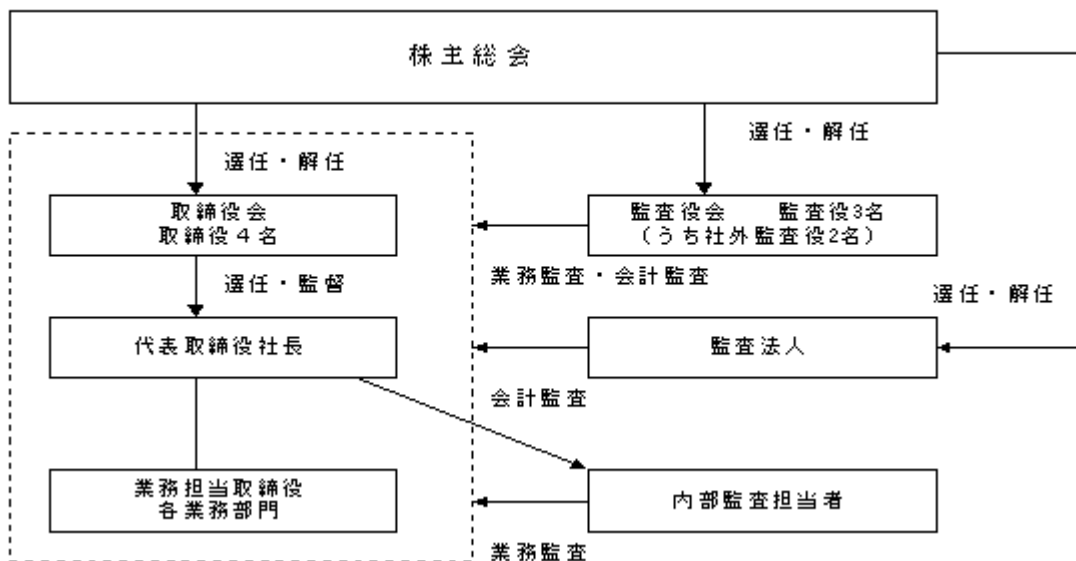 株主総会
選任・解任
選任・解任
取締役会
取締役４名
監査役会　　監査役3名
（うち社外監査役2名）
選任・監督
業務監査・会計監査
選任・解任
代表取締役社長
監査法人
会計監査
業務担当取締役
各業務部門
内部監査担当者
業務監査